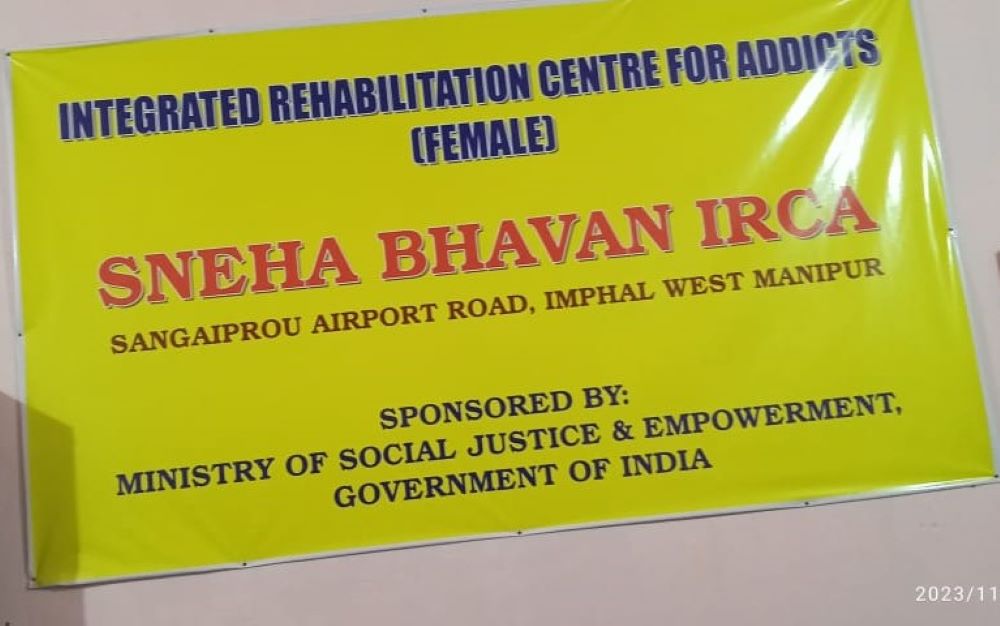 INTEGRATED REHABILITATION CENTRE FOR ADDICTS
(FEMALE)
SNEHA BHAVAN IRCA
SANGAIPROU AIRPORT ROAD, IMPHAL WEST MANIPUR
SPONSORED BY:
MINISTRY OF SOCIAL JUSTICE & EMPOWERMENT,
GOVERNMENT OF INDIA
2023/11